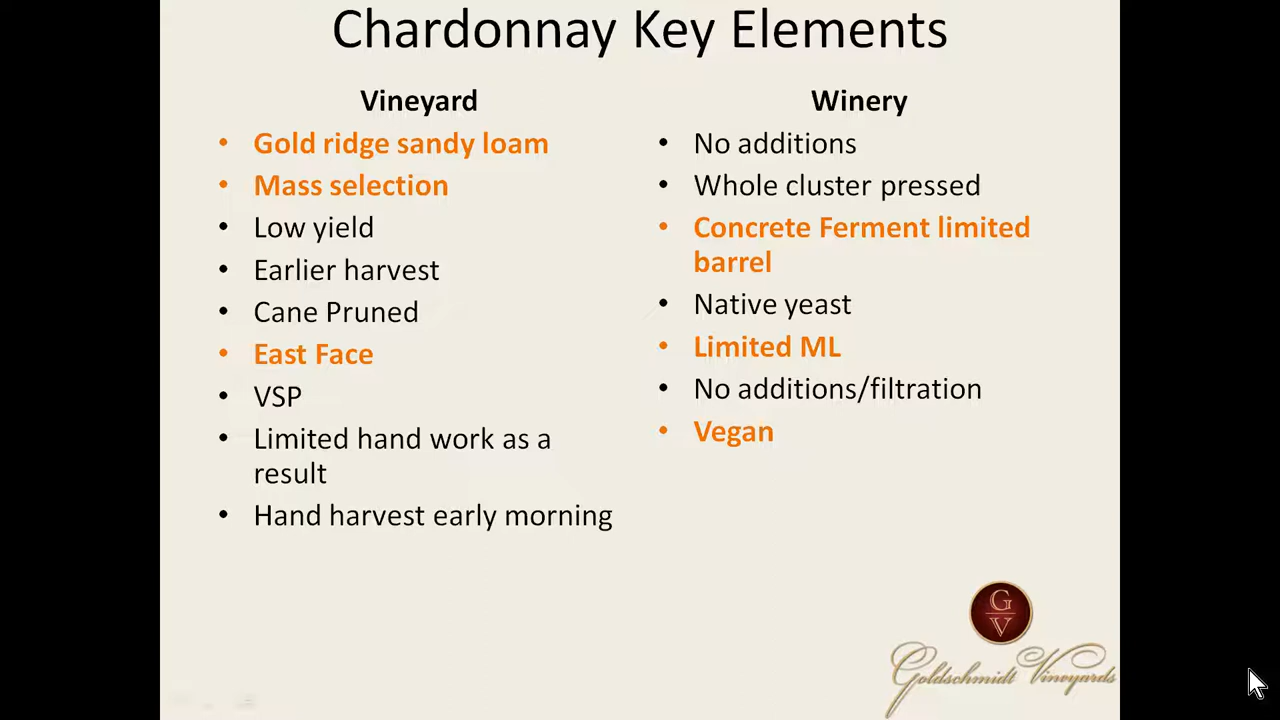 Chardonnay Key Elements
Vineyard
• Gold ridge sandy loam
• Mass selection
• Low yield
• Earlier harvest
• Cane Pruned
• East Face
• VSP
• Limited hand work as a
result
• Hand harvest early morning
Winery
• No additions
• Whole cluster pressed
• Concrete Ferment limited
barrel
• Native yeast
• Limited ML
• No additions/filtration
• Vegan
G
V
Goldschmidt Vineyards